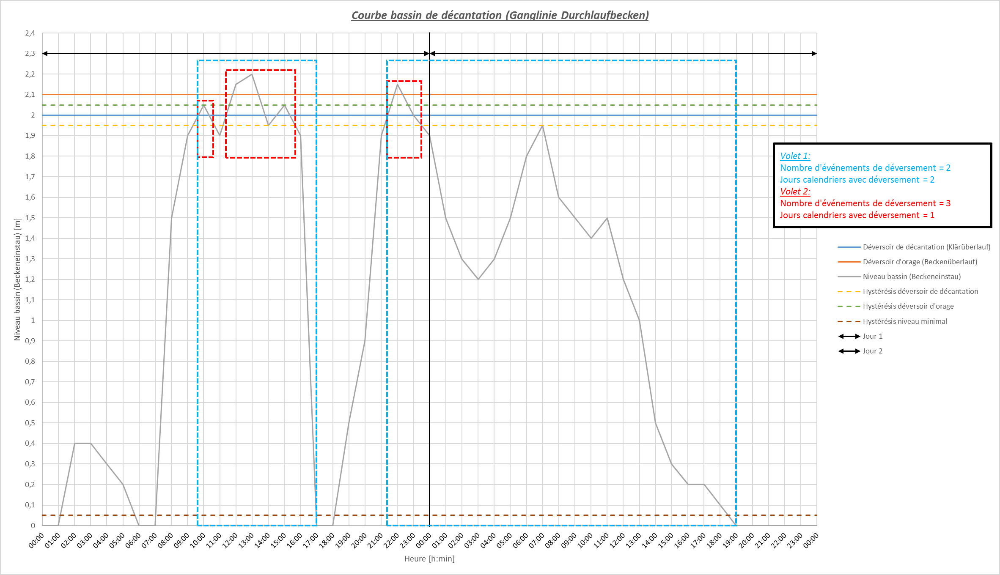 Courbe bassin de décantation (Ganglinie Durchlaufbecken)
2,4
2,3
2,2
2,1
2
1,9
1,8
1,7
1,6
1,5
1,4
1,3
1,2
1,1
1
0,9
0,8
0,7
0,6
0,5
0,4
0,3
0,2
0,1
0
Niveau bassin (Beckeneinstau) [m]
00:00 01:00 02:00 03:00 04:00 05:00 06:00 07:00 08:00 09:00 10:00 11:00 12:00 13:00 14:00 15:00 16:00 17:00 18:00 19:00 20:00 21:00 22:00 23:00 00:00 01:00 02:00 03:00 04:00 05:00 06:00 07:00 08:00 09:00 10:00 11:00 12:00 13:00 14:00 15:00 16:00 17:00 18:00 19:00 20:00 21:00 22:00 23:00 00:00
Heure [h:min]
Volet 1:
Nombre d'événements de déversement = 2
Jours calendriers avec déversement = 2
Volet 2:
Nombre d'événements de déversement = 3
Jours calendriers avec déversement = 1
Déversoir de décantation (Klärüberlauf)
Déversoir d'orage (Beckenüberlauf)
Niveau bassin (Beckeneinstau)
Hystérésis déversoir de décantation
Hystérésis déversoir d'orage
Hystérésis niveau minimal
Jour 1
Jour 2